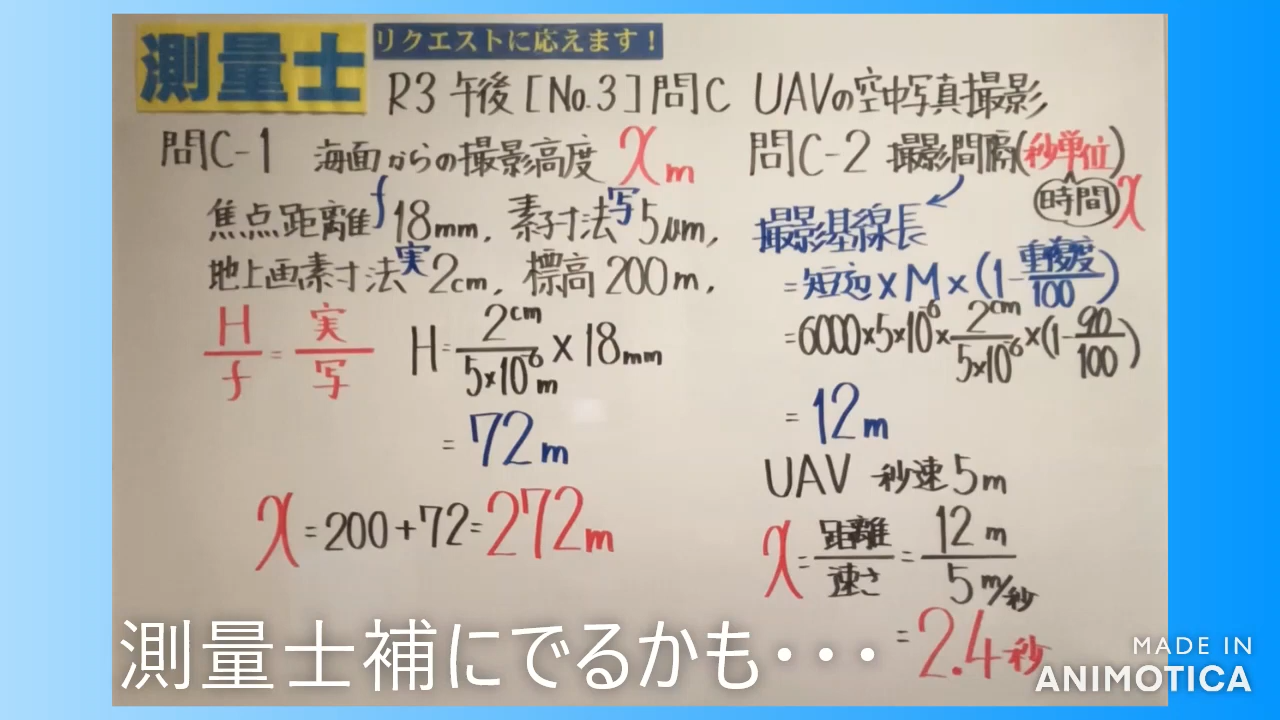 測量士
リクエストに応えます！
R3 午後 [No.3] 問C UAVの空中写真撮影
問C-1 海面からの撮影高度 x m
焦点距離 f 18mm, 素子寸法 写 5μm,
地上画素寸法 実 2cm, 標高200m,
H/f = 実/写
H = 2cm/5×10⁻⁶m × 18mm
= 72m
x = 200+72 = 272m
問C-2 撮影間隔(秒単位)
時間 x
撮影基線長
= 短辺 × M × (1 - 重複度/100)
= 6000×5×10⁻⁶× 2cm/5×10⁻⁶ ×(1- 90/100)
= 12m
UAV 秒速5m
x = 距離/速さ = 12m/5m/秒
= 2.4秒
測量士補にでるかも・・・
MADE IN
ANIMOTICA